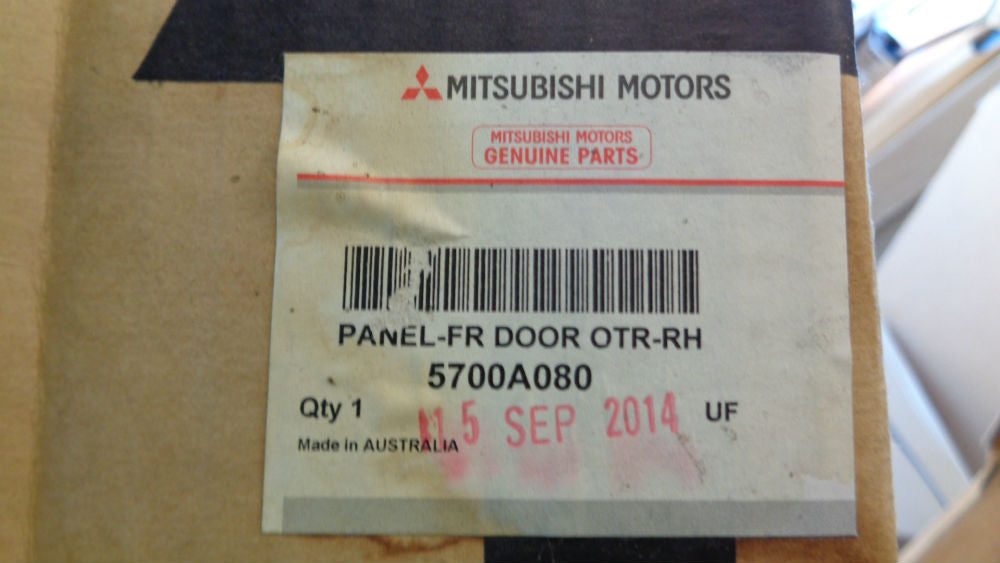 MITSUBISHI MOTORS
MITSUBISHI MOTORS
GENUINE PARTS
PANEL-FR DOOR OTR-RH
5700A080
Qty 1
15 SEP 2014
UF
Made in AUSTRALIA